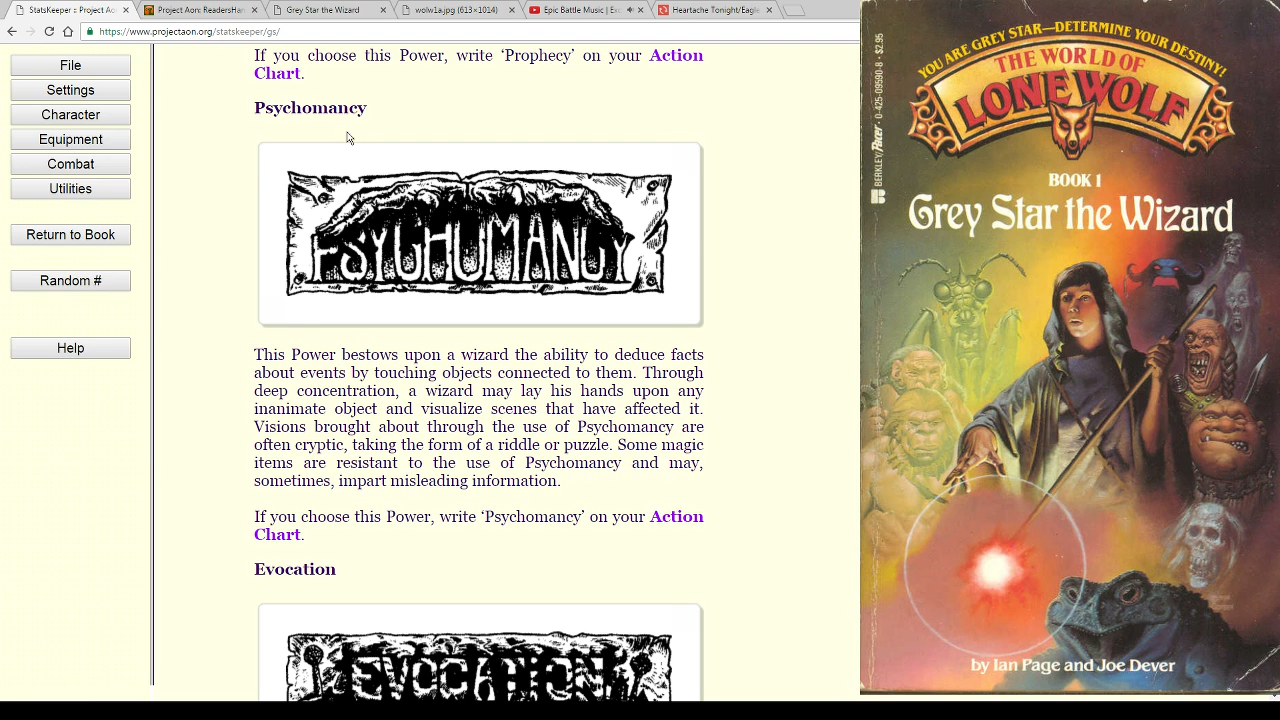 StatsKeeper :: Project Ao
Project Aon: ReadersHan
Grey Star the Wizard
wolw1a.jpg (613×1024)
Epic Battle Music | Ex
Heartache Tonight/Eagle
https://www.projectaon.org/statskeeper/gs/
File
Settings
Character
Equipment
Combat
Utilities
Return to Book
Random #
Help
If you choose this Power, write ‘Prophecy’ on your Action
Chart.
Psychomancy
PSYCHOMANCY
This Power bestows upon a wizard the ability to deduce facts
about events by touching objects connected to them. Through
deep concentration, a wizard may lay his hands upon any
inanimate object and visualize scenes that have affected it.
Visions brought about through the use of Psychomancy are
often cryptic, taking the form of a riddle or puzzle. Some magic
items are resistant to the use of Psychomancy and may,
sometimes, impart misleading information.
If you choose this Power, write ‘Psychomancy’ on your Action
Chart.
Evocation
EVOCATION
YOU ARE GREY STAR—DETERMINE YOUR DESTINY!
THE WORLD OF
LONE WOLF
BERKLEY/Pacer • 0-425-09590-8 • $2.95
BOOK 1
Grey Star the Wizard
by Ian Page and Joe Dever